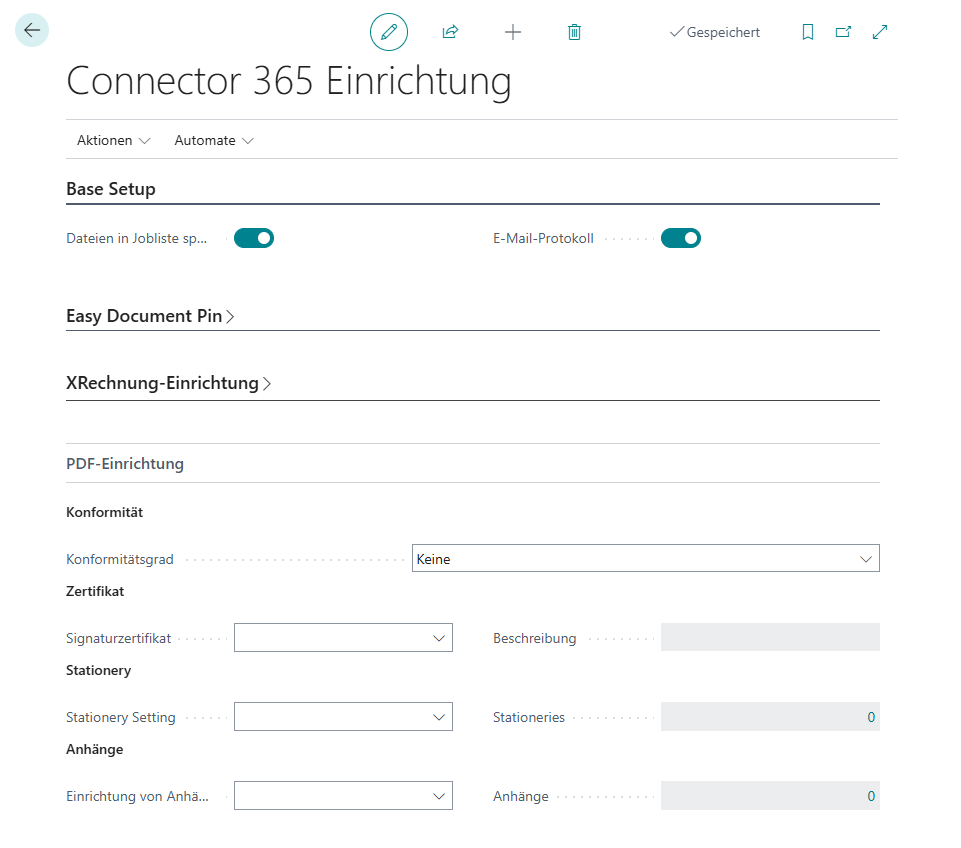 Gespeichert
Connector 365 Einrichtung
Aktionen Automate
Base Setup
Dateien in Jobliste sp... E-Mail-Protokoll
Easy Document Pin
XRechnung-Einrichtung
PDF-Einrichtung
Konformität
Konformitätsgrad Keine
Zertifikat
Signaturzertifikat Beschreibung
Stationery
Stationery Setting Stationeries 0
Anhänge
Einrichtung von Anhä... Anhänge 0